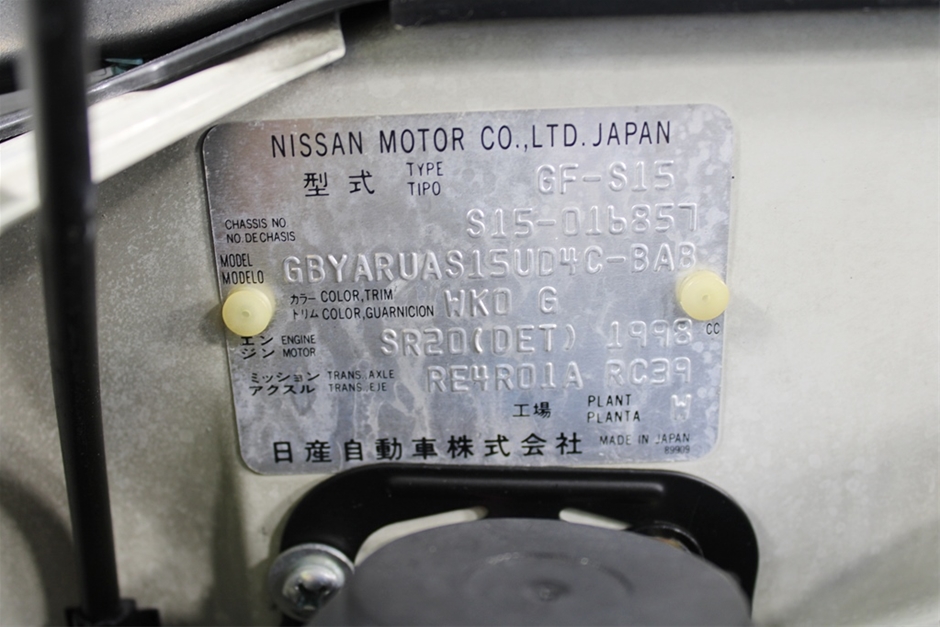 NISSAN MOTOR CO.,LTD. JAPAN
型式 TYPE TIPO GF-S15
CHASSIS NO. NO. DE CHASIS S15-016857
MODEL MODELO GBYARUAS15UD4C-BAB
カラー COLOR,TRIM トリム COLOR,GUARNICION WK0 G
エンジン ENGINE MOTOR SR20(DET) 1998 CC
ミッション TRANS. AXLE アクスル TRANS. EJE RE4R01A RC39
工場 PLANT PLANTA W
日産自動車株式会社 MADE IN JAPAN
89909